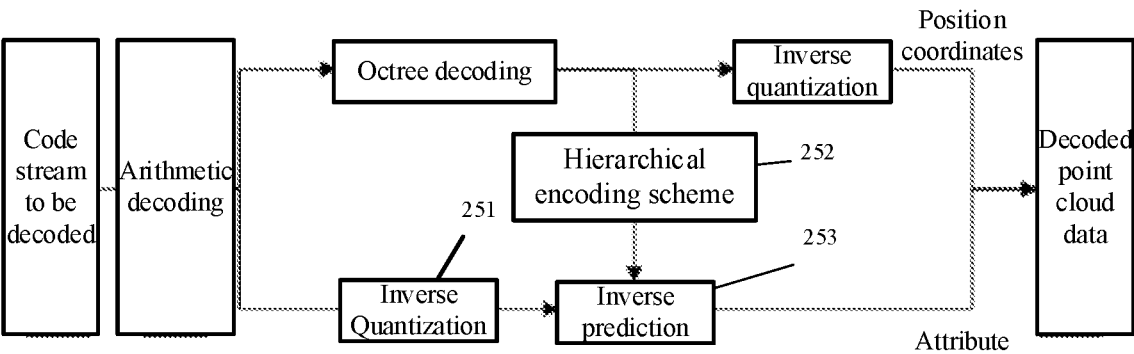 Code
stream
to be
decoded
Arithmetic
decoding
Octree decoding
Inverse
quantization
Position
coordinates
Hierarchical
encoding scheme
252
251
Inverse
Quantization
253
Inverse
prediction
Attribute
Decoded
point
cloud
data